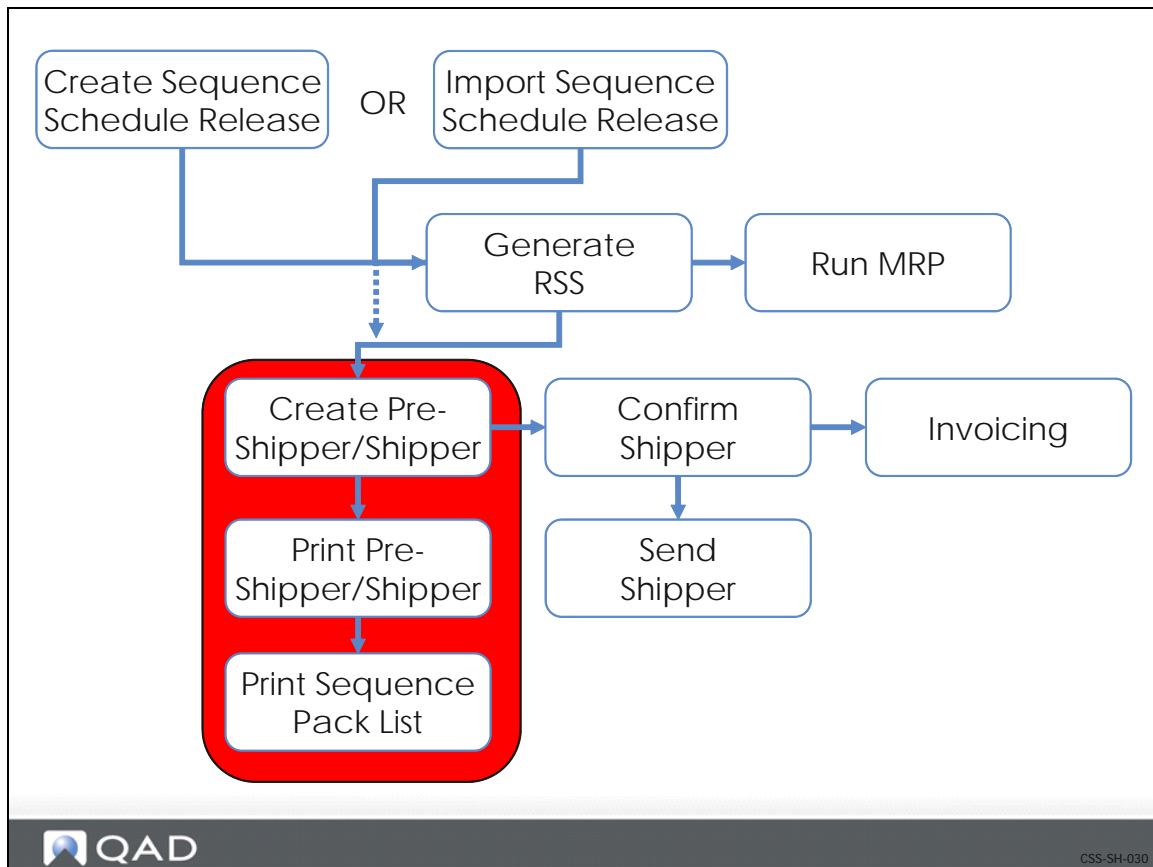 Create Sequence
Schedule Release
OR
Import Sequence
Schedule Release
Generate
RSS
Run MRP
Create Pre-
Shipper/Shipper
Confirm
Shipper
Invoicing
Print Pre-
Shipper/Shipper
Send
Shipper
Print Sequence
Pack List
QAD
CSS-SH-030